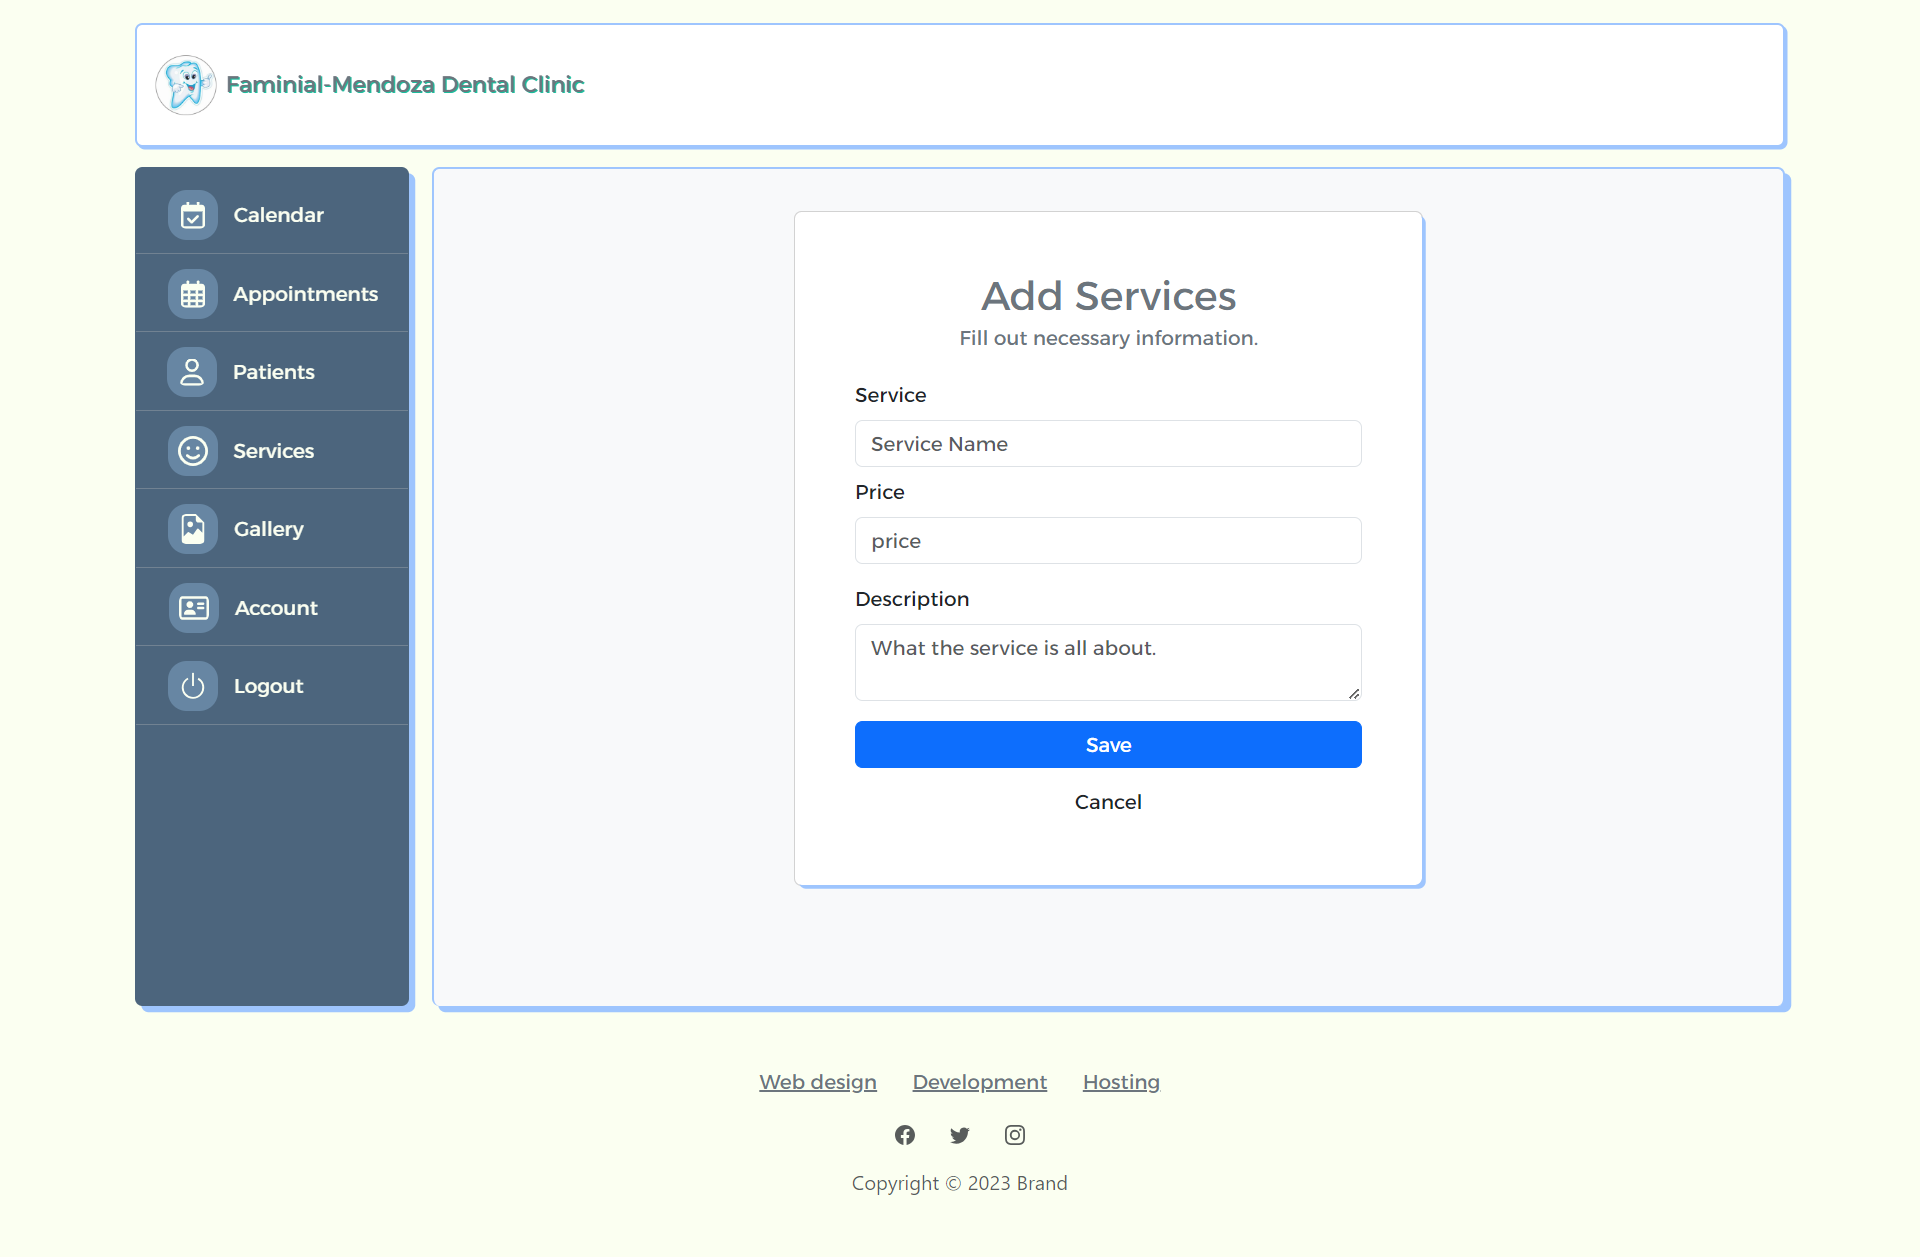 Faminial-Mendoza Dental Clinic
Calendar
Appointments
Patients
Services
Gallery
Account
Logout
Add Services
Fill out necessary information.
Service
Service Name
Price
price
Description
What the service is all about.
Save
Cancel
Web design Development Hosting
Copyright © 2023 Brand